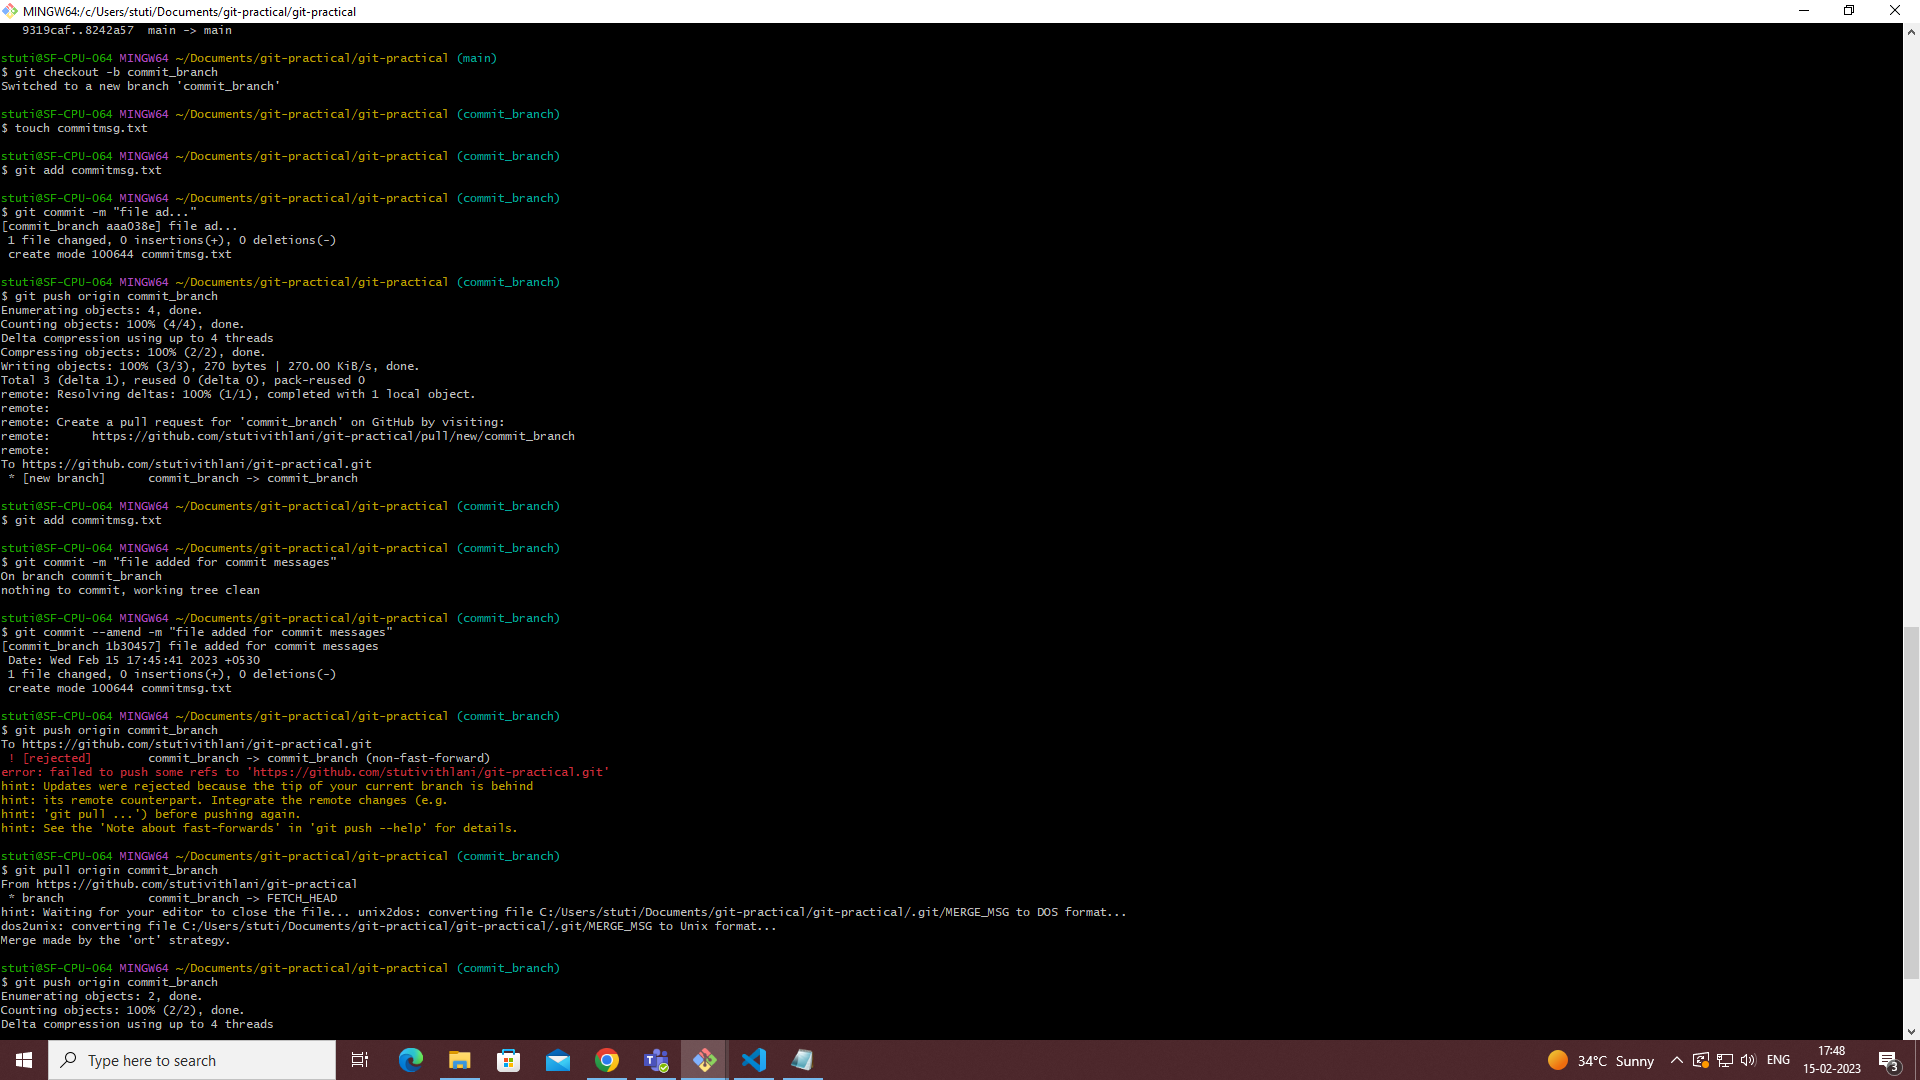 MINGW64:/c/Users/stuti/Documents/git-practical/git-practical
   9319caf..8242a57  main -> main
stuti@SF-CPU-064 MINGW64 ~/Documents/git-practical/git-practical (main)
$ git checkout -b commit_branch
Switched to a new branch 'commit_branch'
stuti@SF-CPU-064 MINGW64 ~/Documents/git-practical/git-practical (commit_branch)
$ touch commitmsg.txt
stuti@SF-CPU-064 MINGW64 ~/Documents/git-practical/git-practical (commit_branch)
$ git add commitmsg.txt
stuti@SF-CPU-064 MINGW64 ~/Documents/git-practical/git-practical (commit_branch)
$ git commit -m "file ad..."
[commit_branch aaa038e] file ad...
 1 file changed, 0 insertions(+), 0 deletions(-)
 create mode 100644 commitmsg.txt
stuti@SF-CPU-064 MINGW64 ~/Documents/git-practical/git-practical (commit_branch)
$ git push origin commit_branch
Enumerating objects: 4, done.
Counting objects: 100% (4/4), done.
Delta compression using up to 4 threads
Compressing objects: 100% (2/2), done.
Writing objects: 100% (3/3), 270 bytes | 270.00 KiB/s, done.
Total 3 (delta 1), reused 0 (delta 0), pack-reused 0
remote: Resolving deltas: 100% (1/1), completed with 1 local object.
remote:
remote: Create a pull request for 'commit_branch' on GitHub by visiting:
remote:      https://github.com/stutivithlani/git-practical/pull/new/commit_branch
remote:
To https://github.com/stutivithlani/git-practical.git
 * [new branch]      commit_branch -> commit_branch
stuti@SF-CPU-064 MINGW64 ~/Documents/git-practical/git-practical (commit_branch)
$ git add commitmsg.txt
stuti@SF-CPU-064 MINGW64 ~/Documents/git-practical/git-practical (commit_branch)
$ git commit -m "file added for commit messages"
On branch commit_branch
nothing to commit, working tree clean
stuti@SF-CPU-064 MINGW64 ~/Documents/git-practical/git-practical (commit_branch)
$ git commit --amend -m "file added for commit messages"
[commit_branch 1b30457] file added for commit messages
 Date: Wed Feb 15 17:45:41 2023 +0530
 1 file changed, 0 insertions(+), 0 deletions(-)
 create mode 100644 commitmsg.txt
stuti@SF-CPU-064 MINGW64 ~/Documents/git-practical/git-practical (commit_branch)
$ git push origin commit_branch
To https://github.com/stutivithlani/git-practical.git
 ! [rejected]        commit_branch -> commit_branch (non-fast-forward)
error: failed to push some refs to 'https://github.com/stutivithlani/git-practical.git'
hint: Updates were rejected because the tip of your current branch is behind
hint: its remote counterpart. Integrate the remote changes (e.g.
hint: 'git pull ...') before pushing again.
hint: See the 'Note about fast-forwards' in 'git push --help' for details.
stuti@SF-CPU-064 MINGW64 ~/Documents/git-practical/git-practical (commit_branch)
$ git pull origin commit_branch
From https://github.com/stutivithlani/git-practical
 * branch            commit_branch -> FETCH_HEAD
hint: Waiting for your editor to close the file... unix2dos: converting file C:/Users/stuti/Documents/git-practical/git-practical/.git/MERGE_MSG to DOS format...
dos2unix: converting file C:/Users/stuti/Documents/git-practical/git-practical/.git/MERGE_MSG to Unix format...
Merge made by the 'ort' strategy.
stuti@SF-CPU-064 MINGW64 ~/Documents/git-practical/git-practical (commit_branch)
$ git push origin commit_branch
Enumerating objects: 2, done.
Counting objects: 100% (2/2), done.
Delta compression using up to 4 threads
Type here to search
34°C Sunny
ENG
17:48
15-02-2023
3